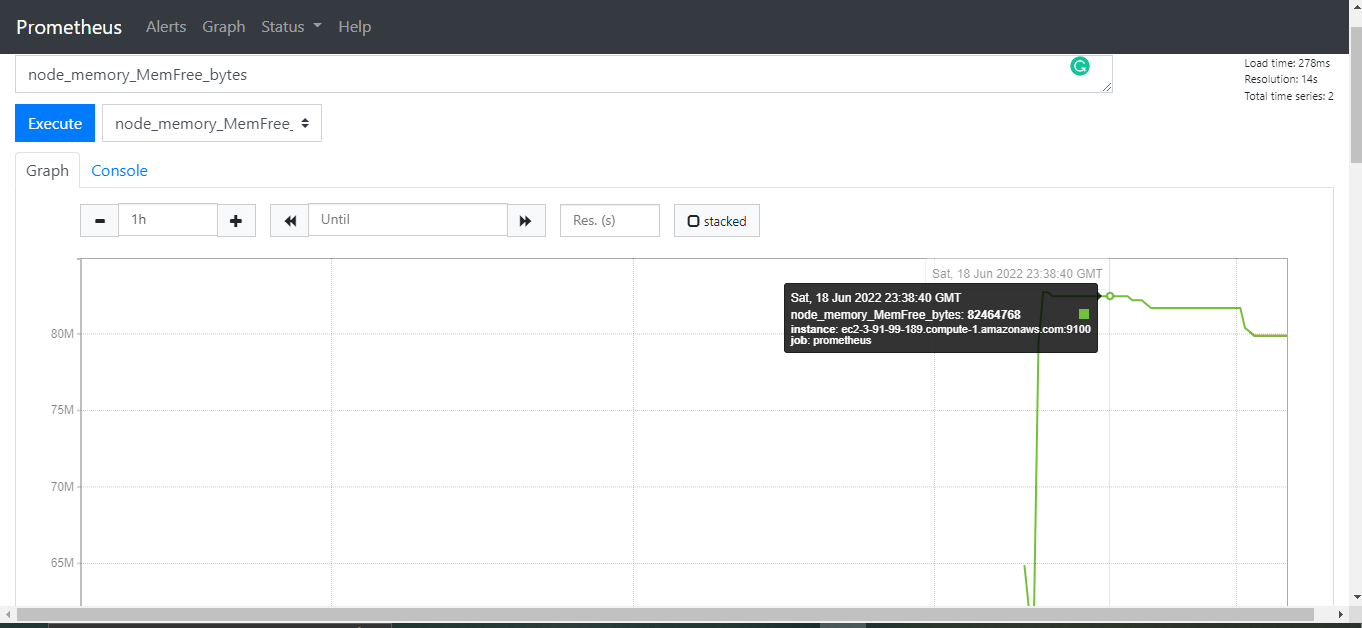 Prometheus Alerts Graph Status Help
node_memory_MemFree_bytes
Load time: 278ms
Resolution: 14s
Total time series: 2
Execute node_memory_MemFree_
Graph Console
1h Until Res. (s) stacked
Sat, 18 Jun 2022 23:38:40 GMT
Sat, 18 Jun 2022 23:38:40 GMT
node_memory_MemFree_bytes: 82464768
instance: ec2-3-91-99-189.compute-1.amazonaws.com:9100
job: prometheus
80M
75M
70M
65M